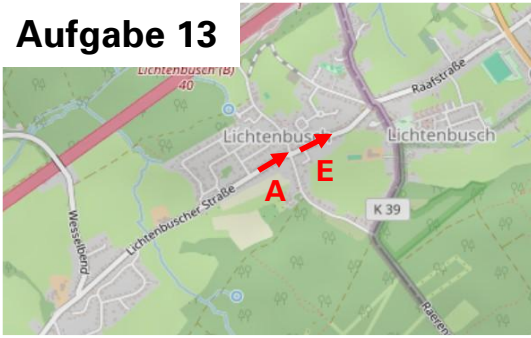 Aufgabe 13
Lichtenbusch (B)
40
Raafstraße
Lichtenbusch
Lichtenbusch
E
A
K 39
Lichtenbuscher Straße
Wesselbend
Raeren